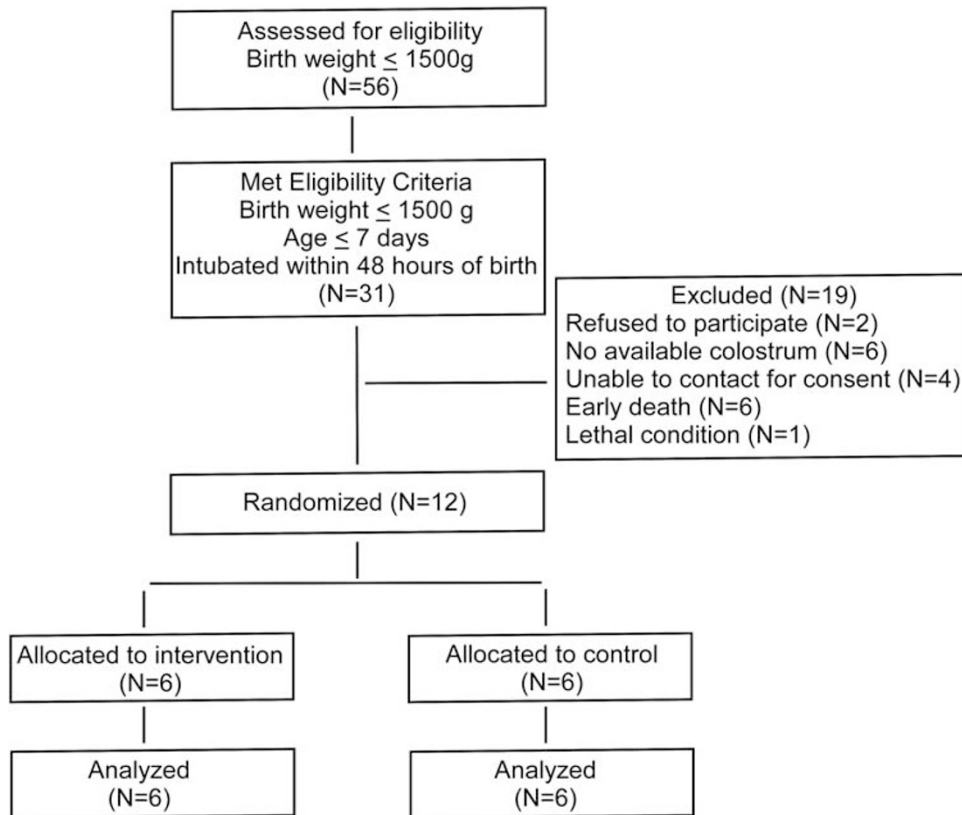 Assessed for eligibility
Birth weight ≤ 1500g
(N=56)
Met Eligibility Criteria
Birth weight ≤ 1500 g
Age ≤ 7 days
Intubated within 48 hours of birth
(N=31)
Excluded (N=19)
Refused to participate (N=2)
No available colostrum (N=6)
Unable to contact for consent (N=4)
Early death (N=6)
Lethal condition (N=1)
Randomized (N=12)
Allocated to intervention
(N=6)
Allocated to control
(N=6)
Analyzed
(N=6)
Analyzed
(N=6)